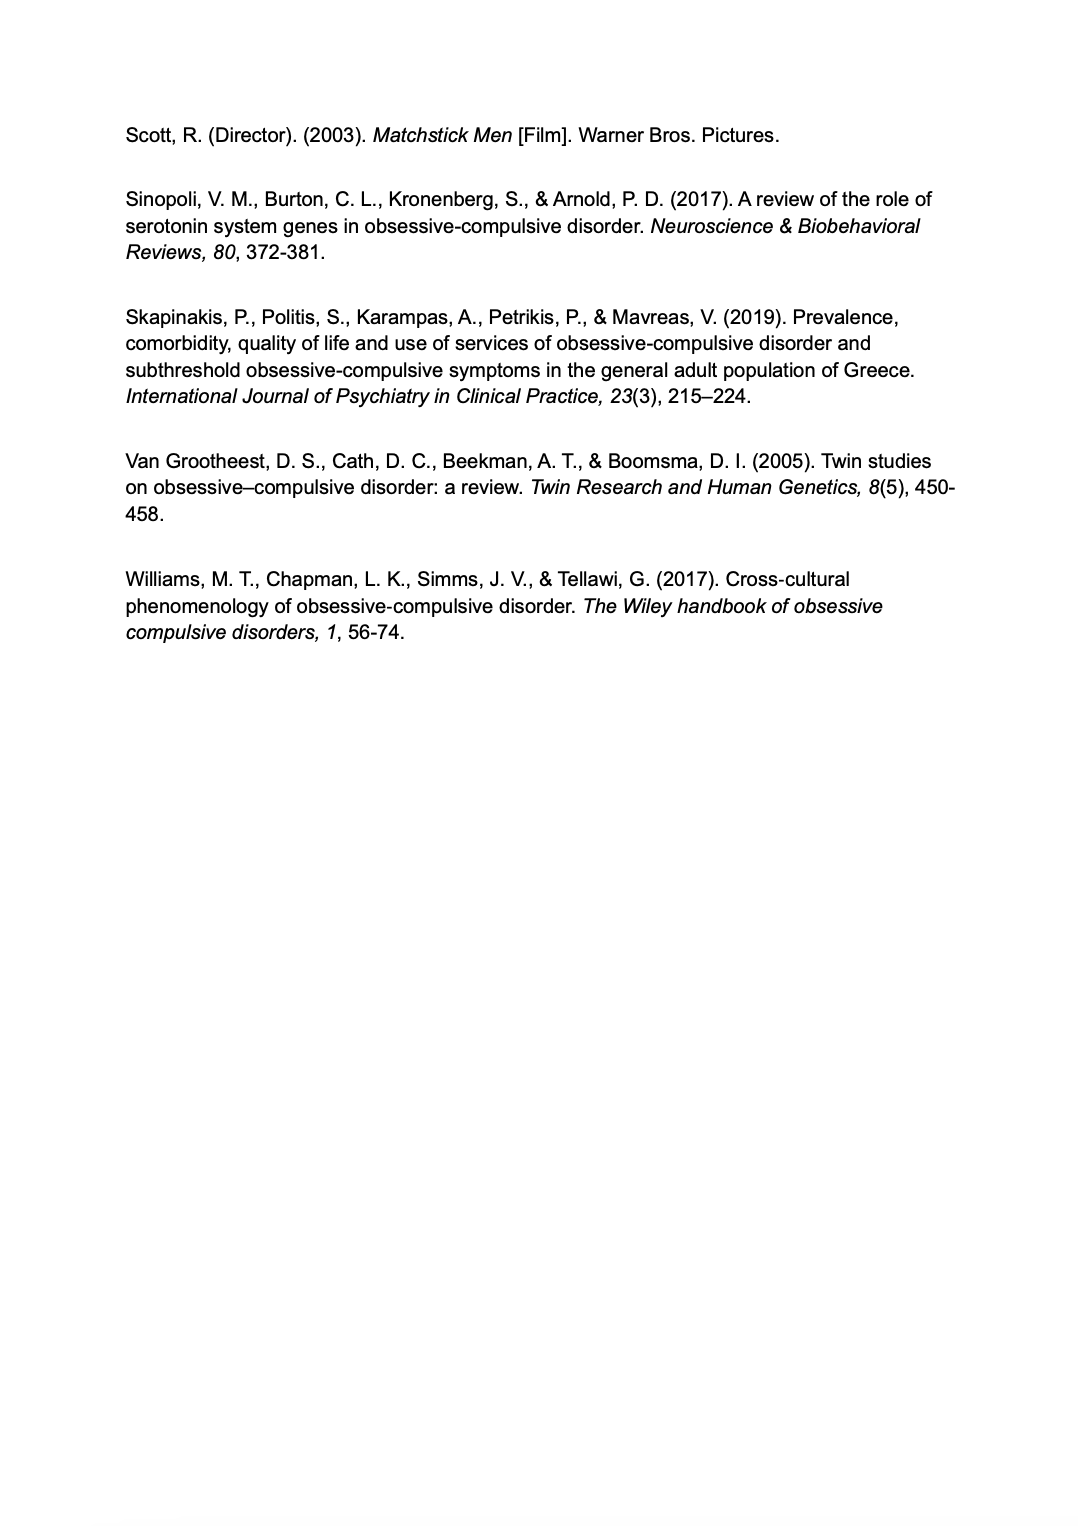 Scott, R. (Director). (2003). Matchstick Men [Film]. Warner Bros. Pictures.
Sinopoli, V. M., Burton, C. L., Kronenberg, S., & Arnold, P. D. (2017). A review of the role of
serotonin system genes in obsessive-compulsive disorder. Neuroscience & Biobehavioral
Reviews, 80, 372-381.
Skapinakis, P., Politis, S., Karampas, A., Petrikis, P., & Mavreas, V. (2019). Prevalence,
comorbidity, quality of life and use of services of obsessive-compulsive disorder and
subthreshold obsessive-compulsive symptoms in the general adult population of Greece.
International Journal of Psychiatry in Clinical Practice, 23(3), 215–224.
Van Grootheest, D. S., Cath, D. C., Beekman, A. T., & Boomsma, D. I. (2005). Twin studies
on obsessive–compulsive disorder: a review. Twin Research and Human Genetics, 8(5), 450-
458.
Williams, M. T., Chapman, L. K., Simms, J. V., & Tellawi, G. (2017). Cross-cultural
phenomenology of obsessive-compulsive disorder. The Wiley handbook of obsessive
compulsive disorders, 1, 56-74.